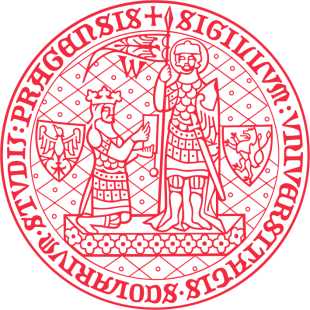 SIGILLVM : VNIVERSITATIS · SCOLARIVM · STVDII : PRAGENSIS +